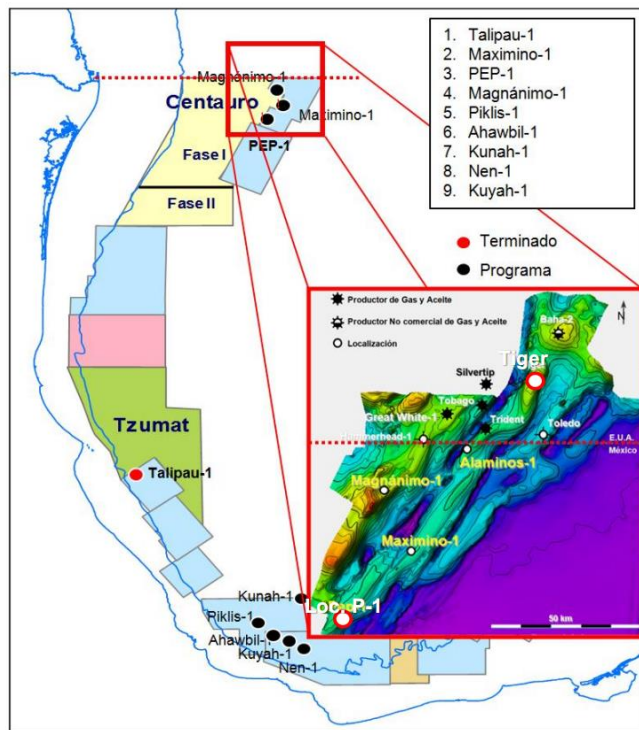 1. Talipau-1
2. Maximino-1
3. PEP-1
4. Magnánimo-1
5. Piklis-1
6. Ahawbil-1
7. Kunah-1
8. Nen-1
9. Kuyah-1
Magnánimo-1
Centauro
Maximino-1
PEP-1
Fase I
Fase II
Terminado
Programa
Productor de Gas y Aceite
Productor No comercial de Gas y Aceite
Localización
N
Baha-2
Tiger
Silvertip
Tobago
Great White-1
Trident
Toledo
E.U.A.
México
Alaminos-1
Magnánimo-1
Maximino-1
P-1
50 km
Tzumat
Talipau-1
Kunah-1
Piklis-1
Kuyah-1
Nen-1